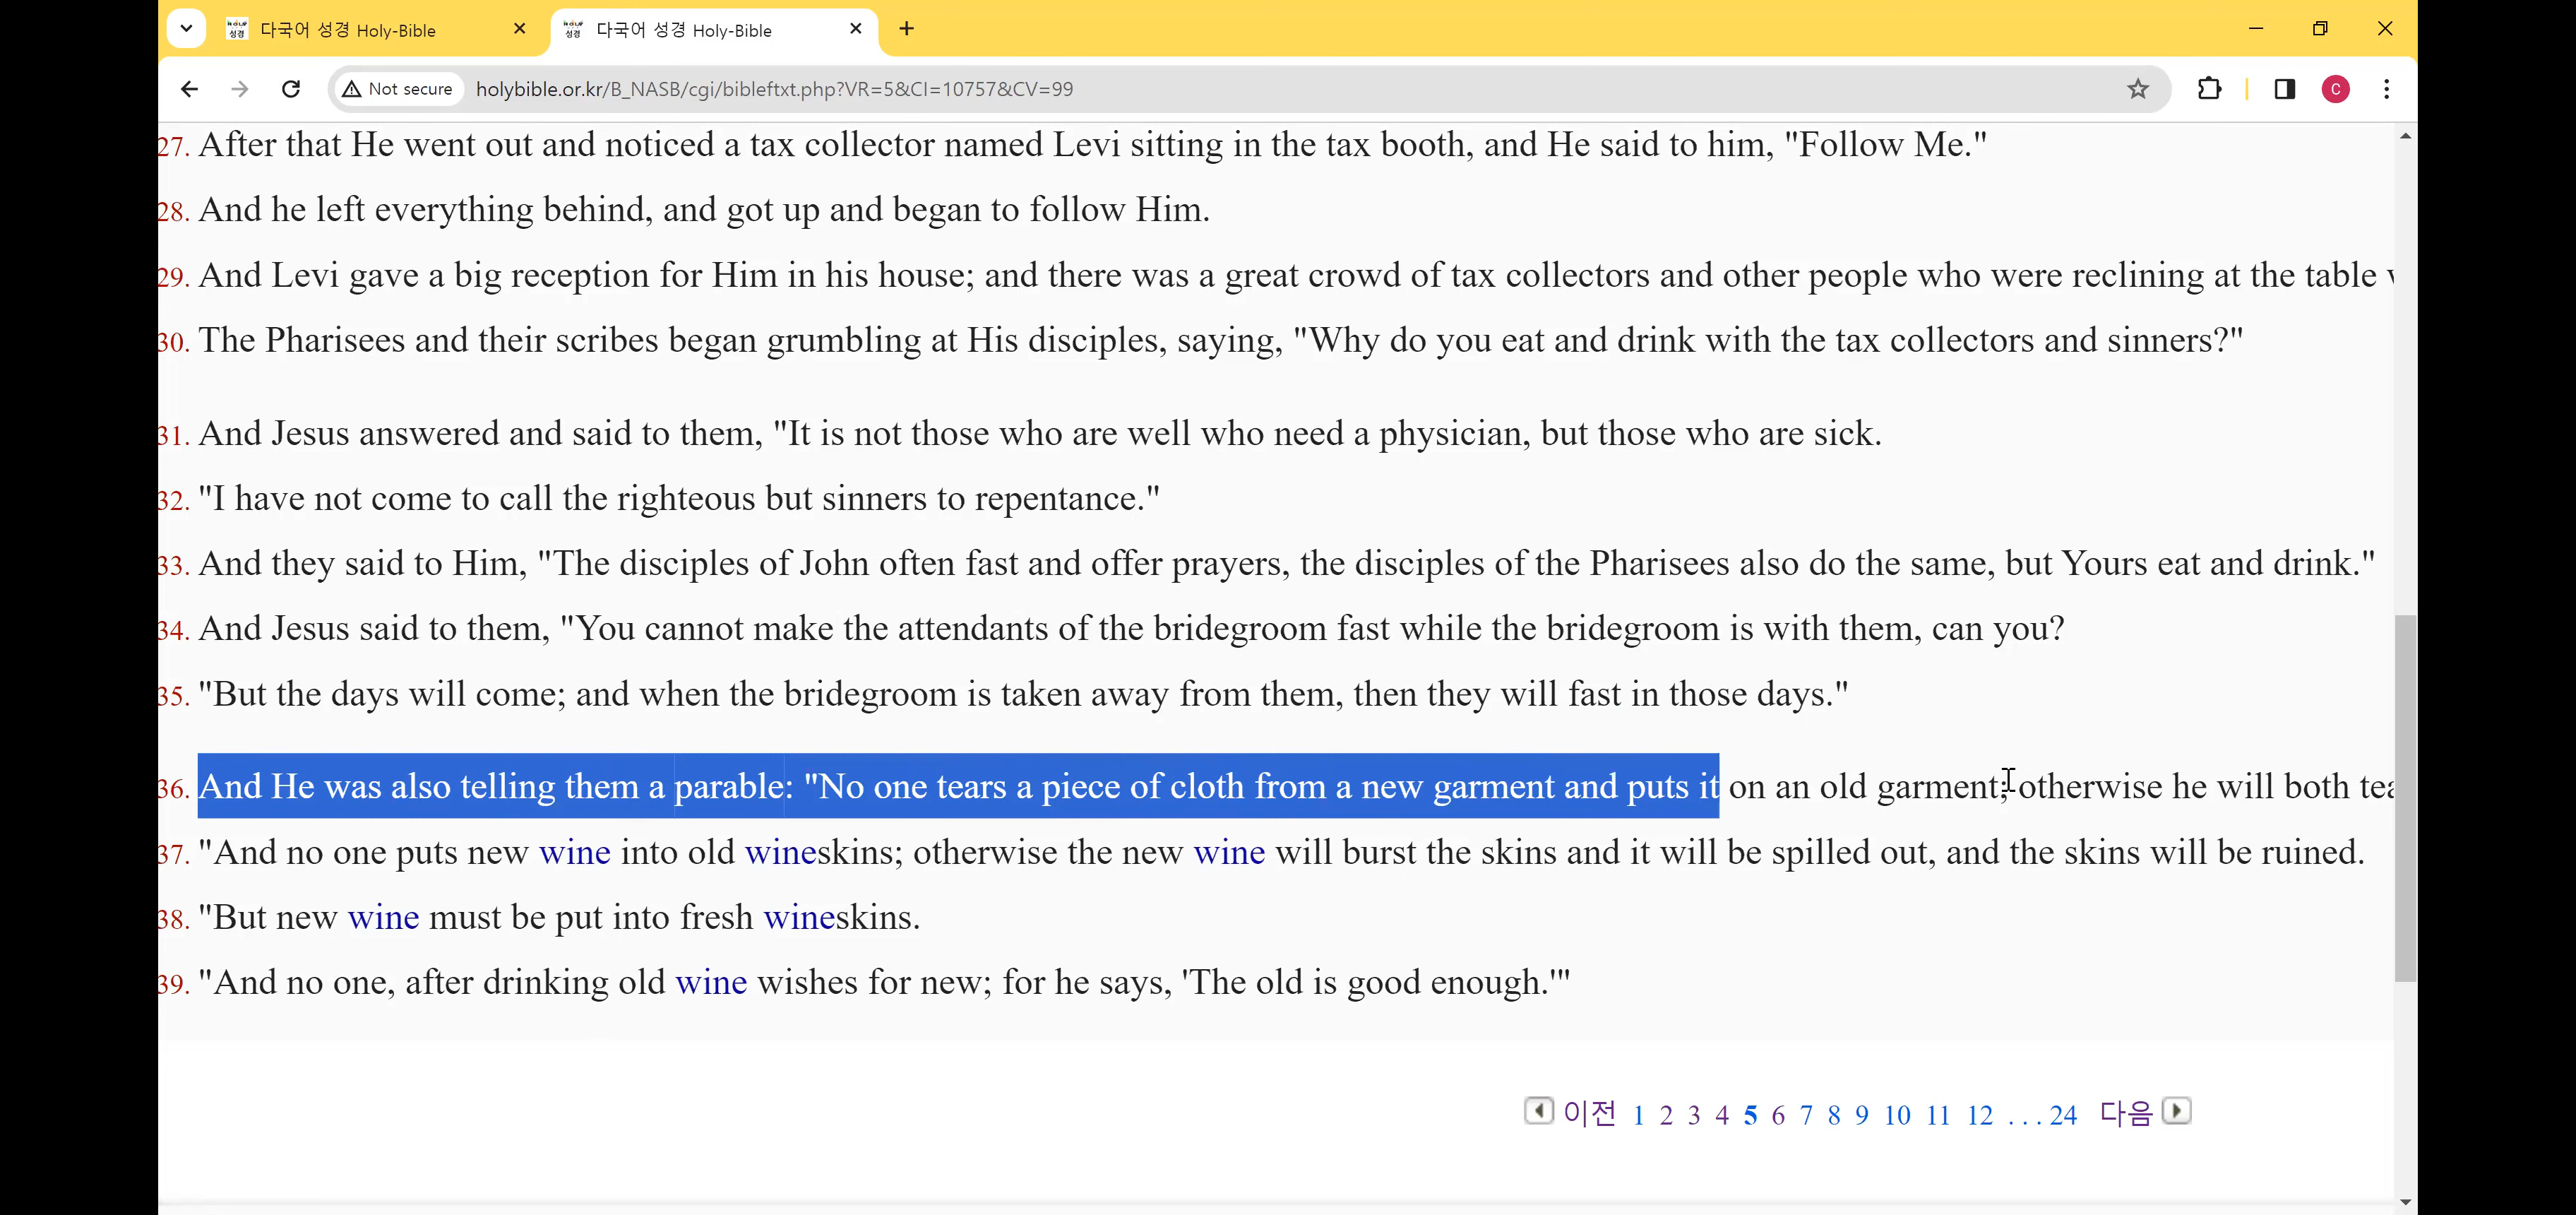 다국어 성경 Holy-Bible
다국어 성경 Holy-Bible
Not secure holybible.or.kr/B_NASB/cgi/bibleftxt.php?VR=5&CI=10757&CV=99
C
27. After that He went out and noticed a tax collector named Levi sitting in the tax booth, and He said to him, "Follow Me."
28. And he left everything behind, and got up and began to follow Him.
29. And Levi gave a big reception for Him in his house; and there was a great crowd of tax collectors and other people who were reclining at the table
30. The Pharisees and their scribes began grumbling at His disciples, saying, "Why do you eat and drink with the tax collectors and sinners?"
31. And Jesus answered and said to them, "It is not those who are well who need a physician, but those who are sick.
32. "I have not come to call the righteous but sinners to repentance."
33. And they said to Him, "The disciples of John often fast and offer prayers, the disciples of the Pharisees also do the same, but Yours eat and drink."
34. And Jesus said to them, "You cannot make the attendants of the bridegroom fast while the bridegroom is with them, can you?
35. "But the days will come; and when the bridegroom is taken away from them, then they will fast in those days."
36. And He was also telling them a parable: "No one tears a piece of cloth from a new garment and puts it on an old garment; otherwise he will both
37. "And no one puts new wine into old wineskins; otherwise the new wine will burst the skins and it will be spilled out, and the skins will be ruined.
38. "But new wine must be put into fresh wineskins.
39. "And no one, after drinking old wine wishes for new; for he says, 'The old is good enough.'"
이전 1 2 3 4 5 6 7 8 9 10 11 12 ... 24 다음